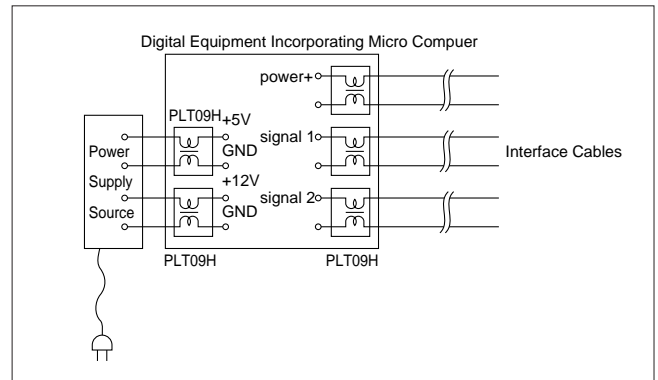 Digital Equipment Incorporating Micro Compuer
power+
PLT09H
+5V
signal 1
Power
GND
Interface Cables
Supply
+12V
signal 2
Source
GND
PLT09H
PLT09H